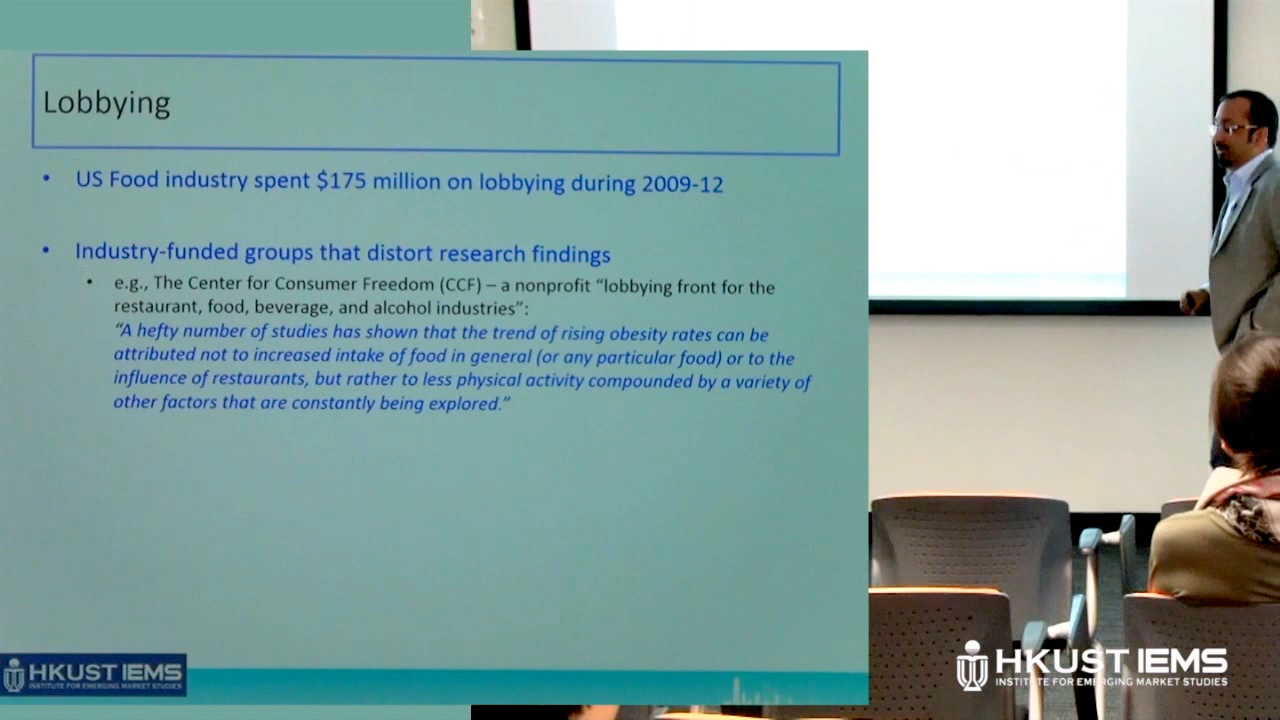 Lobbying
• US Food industry spent $175 million on lobbying during 2009-12
• Industry-funded groups that distort research findings
• e.g., The Center for Consumer Freedom (CCF) – a nonprofit “lobbying front for the
restaurant, food, beverage, and alcohol industries”:
“A hefty number of studies has shown that the trend of rising obesity rates can be
attributed not to increased intake of food in general (or any particular food) or to the
influence of restaurants, but rather to less physical activity compounded by a variety of
other factors that are constantly being explored.”
HKUST IEMS
INSTITUTE FOR EMERGING MARKET STUDIES
HKUST IEMS
INSTITUTE FOR EMERGING MARKET STUDIES